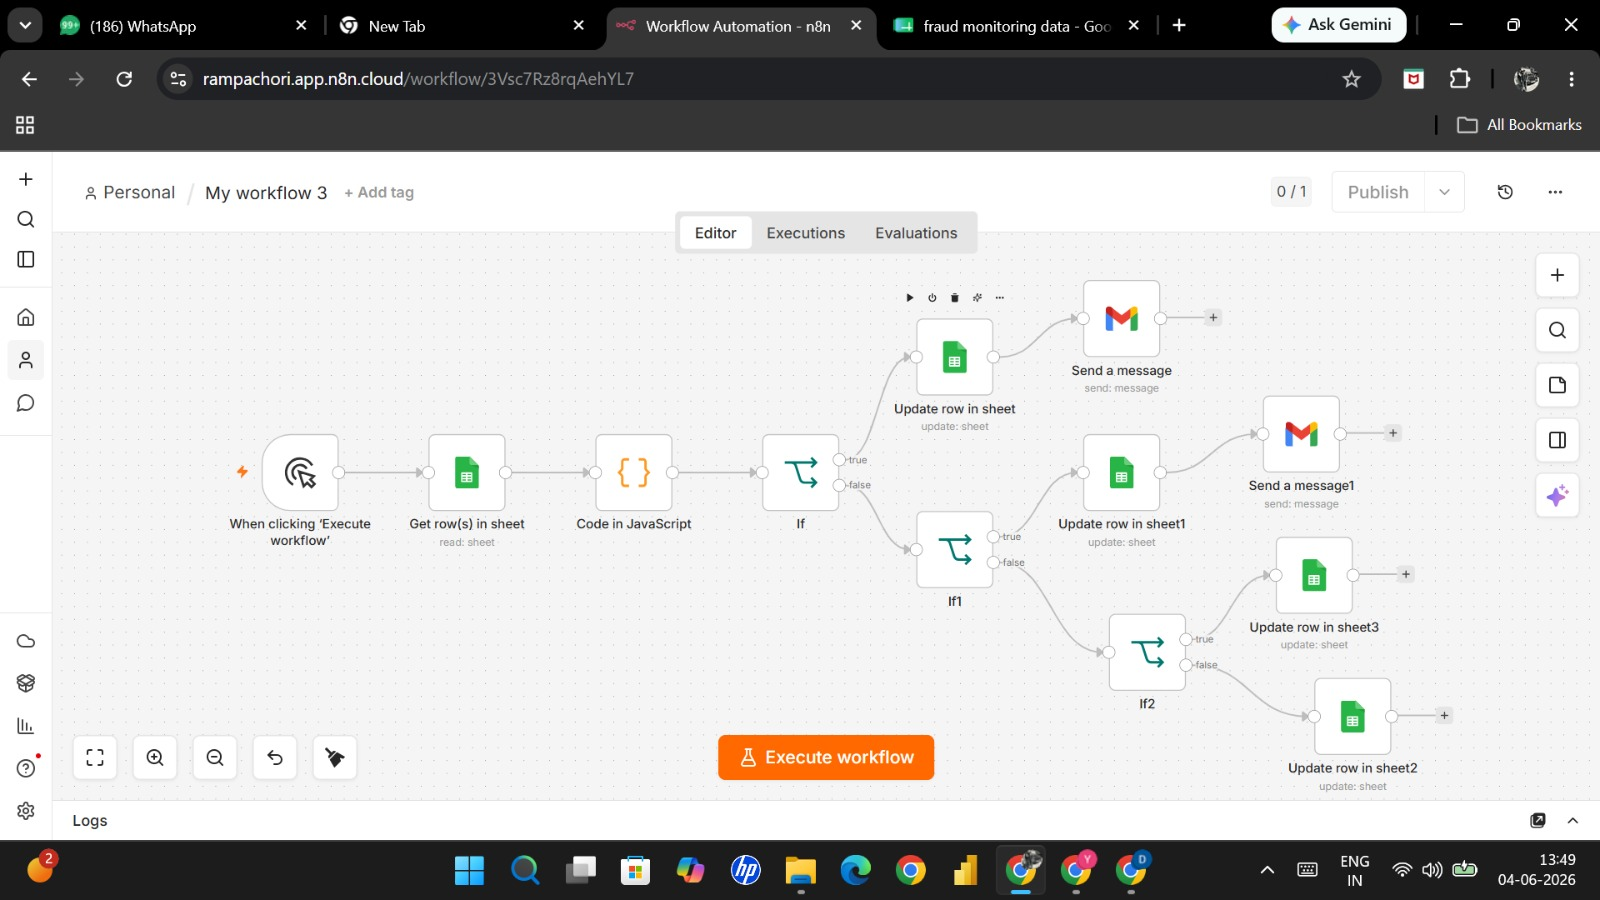 99+
(186) WhatsApp
New Tab
Workflow Automation - n8n
fraud monitoring data - Goo
Ask Gemini
rampachori.app.n8n.cloud/workflow/3Vsc7Rz8rqAehYL7
All Bookmarks
Personal / My workflow 3 + Add tag
0 / 1
Publish
Editor
Executions
Evaluations
Send a message
send: message
Update row in sheet
update: sheet
true
false
When clicking ‘Execute workflow’
Get row(s) in sheet
read: sheet
Code in JavaScript
If
Update row in sheet1
update: sheet
Send a message1
send: message
true
false
If1
Update row in sheet3
update: sheet
true
false
If2
Update row in sheet2
update: sheet
Execute workflow
Logs
2
Y
D
ENG
IN
13:49
04-06-2026